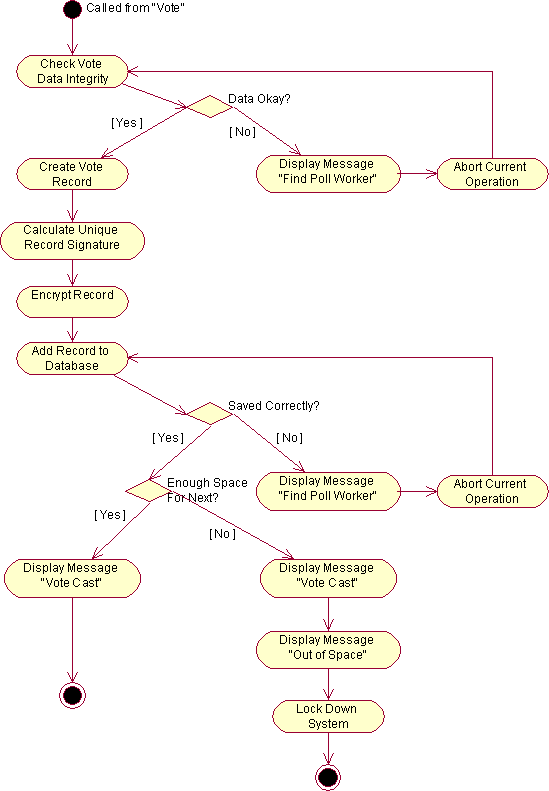 Called from "Vote"
Check Vote
Data Integrity
Data Okay?
[Yes]
[No]
Create Vote
Record
Display Message
"Find Poll Worker"
Abort Current
Operation
Calculate Unique
Record Signature
Encrypt Record
Add Record to
Database
Saved Correctly?
[Yes]
[No]
Enough Space
For Next?
Display Message
"Find Poll Worker"
Abort Current
Operation
[Yes]
[No]
Display Message
"Vote Cast"
Display Message
"Vote Cast"
Display Message
"Out of Space"
Lock Down
System